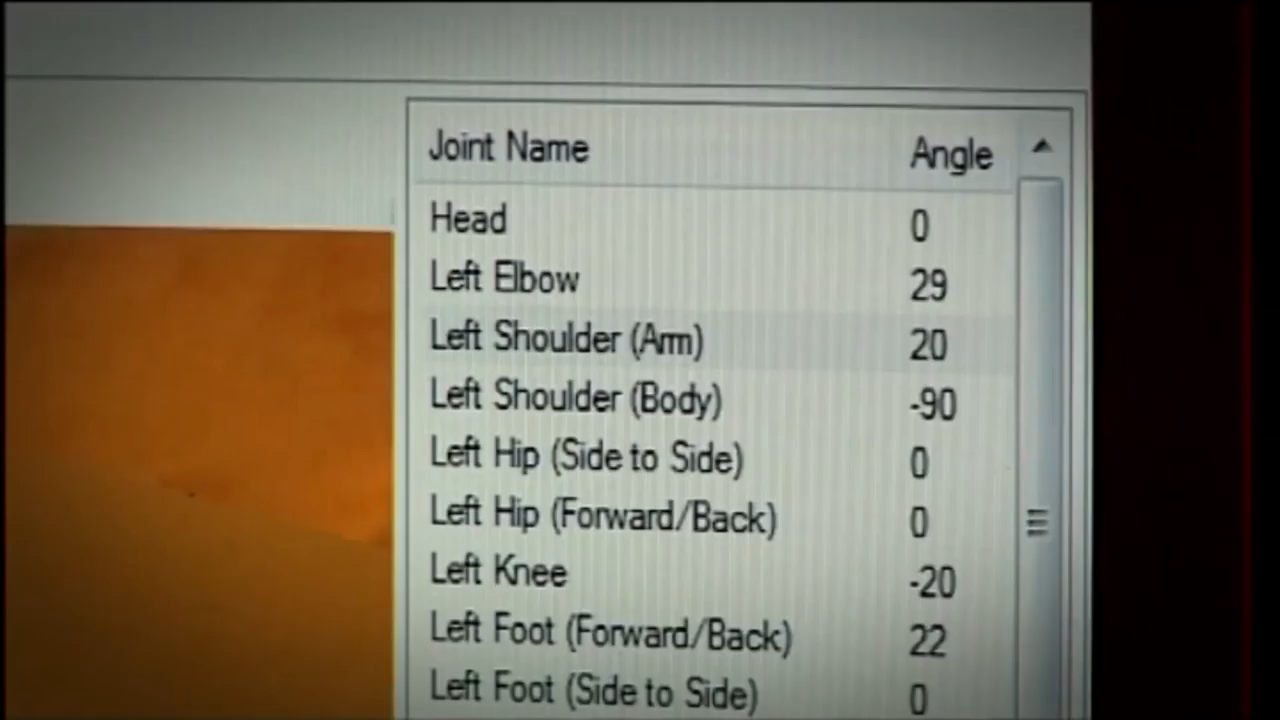 Joint Name Angle
Head 0
Left Elbow 29
Left Shoulder (Arm) 20
Left Shoulder (Body) -90
Left Hip (Side to Side) 0
Left Hip (Forward/Back) 0
Left Knee -20
Left Foot (Forward/Back) 22
Left Foot (Side to Side) 0